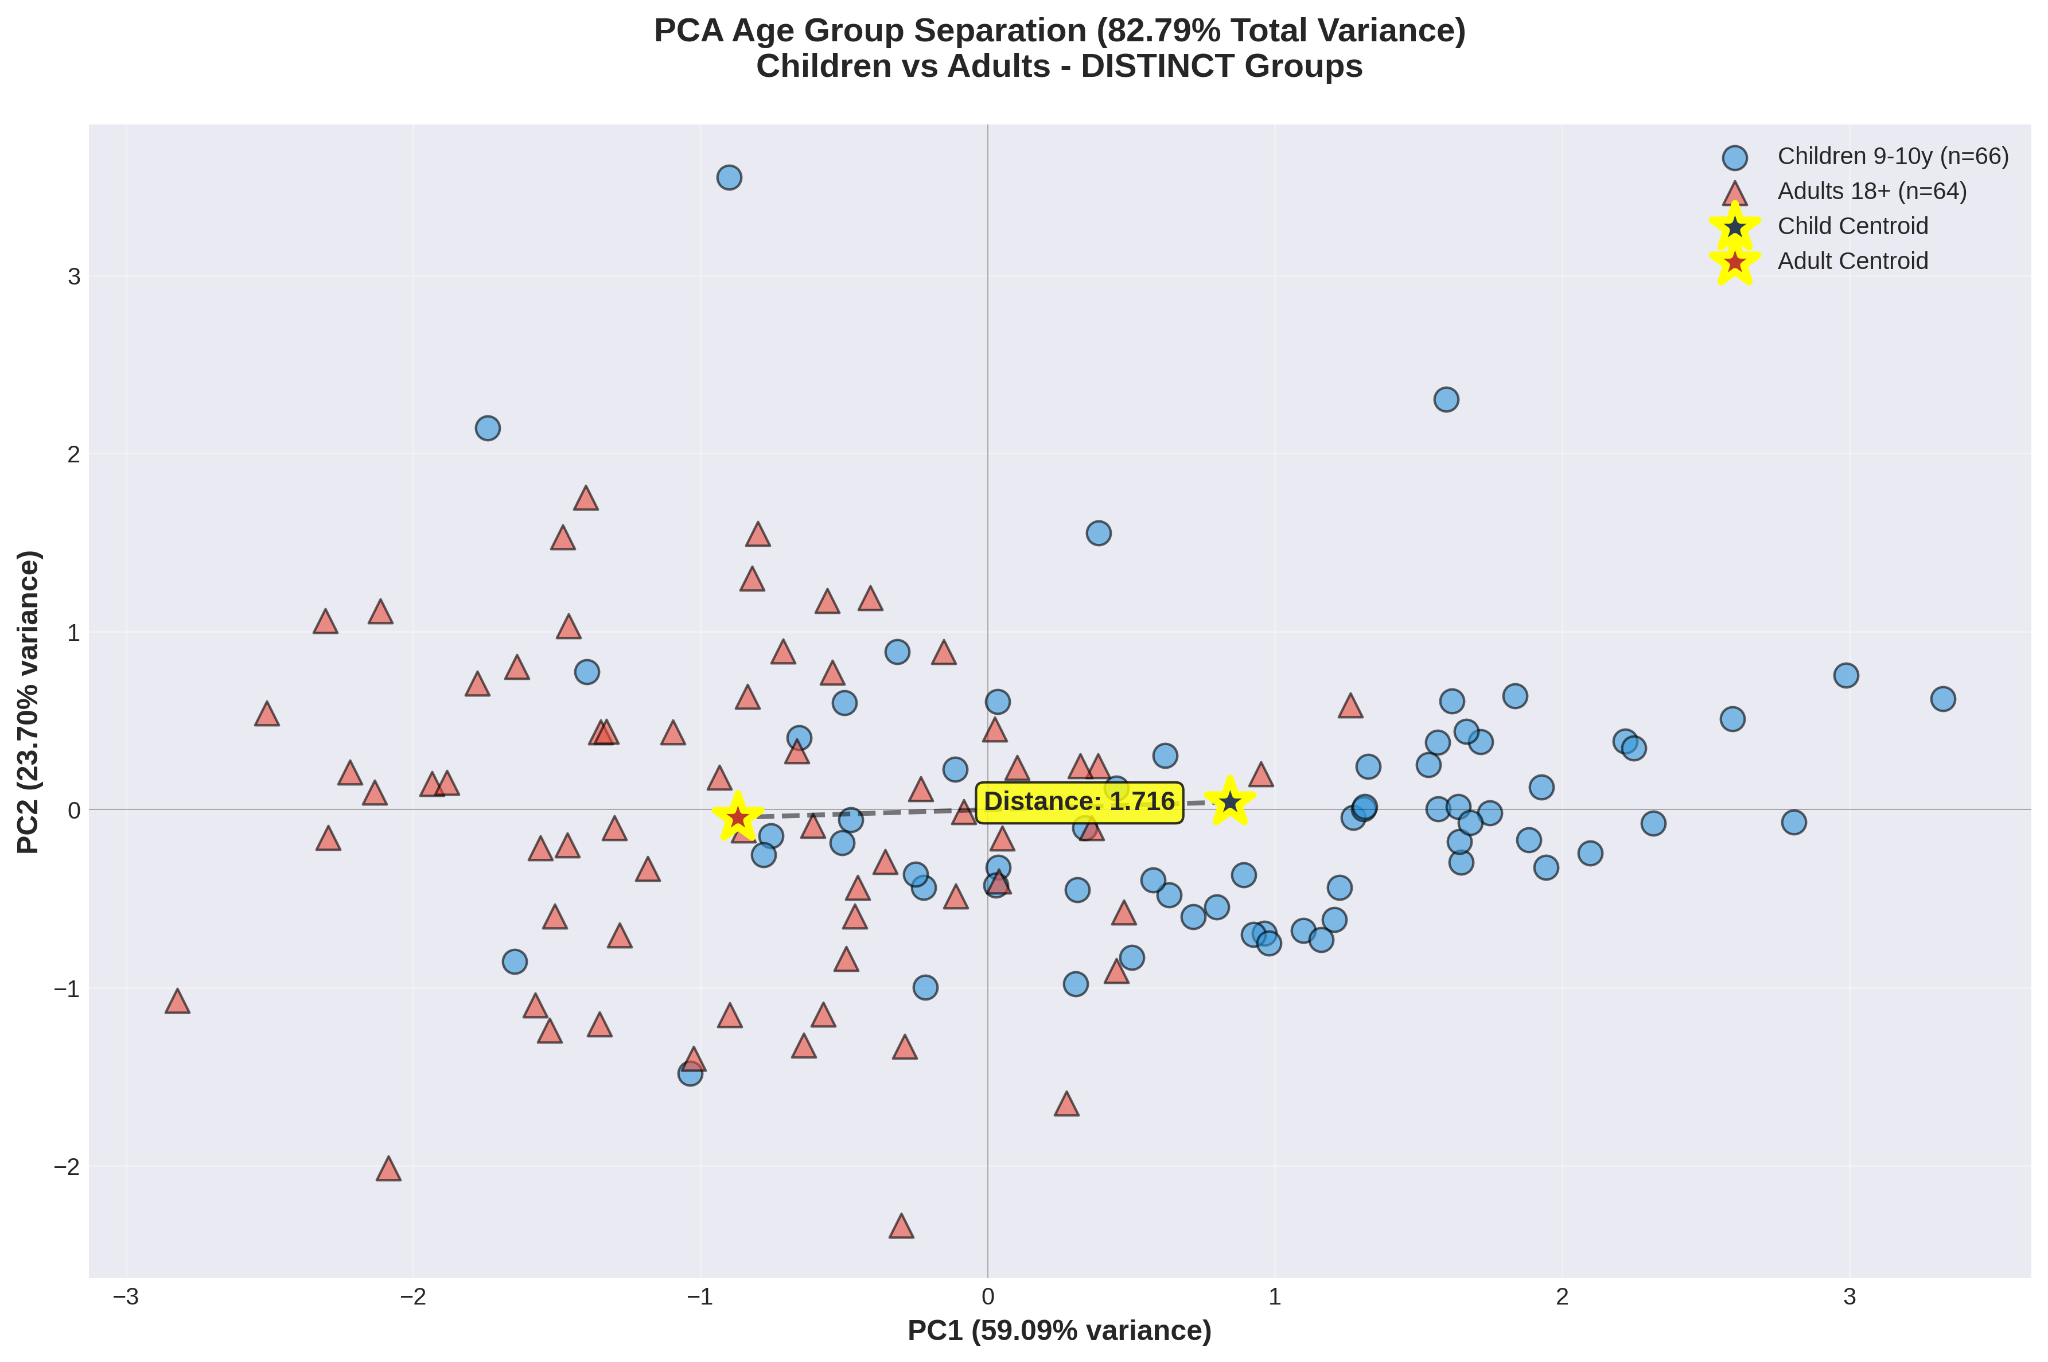 PCA Age Group Separation (82.79% Total Variance)
Children vs Adults - DISTINCT Groups
Children 9-10y (n=66)
Adults 18+ (n=64)
Child Centroid
Adult Centroid
3
2
1
0
−1
−2
PC2 (23.70% variance)
Distance: 1.716
−3
−2
−1
0
1
2
3
PC1 (59.09% variance)